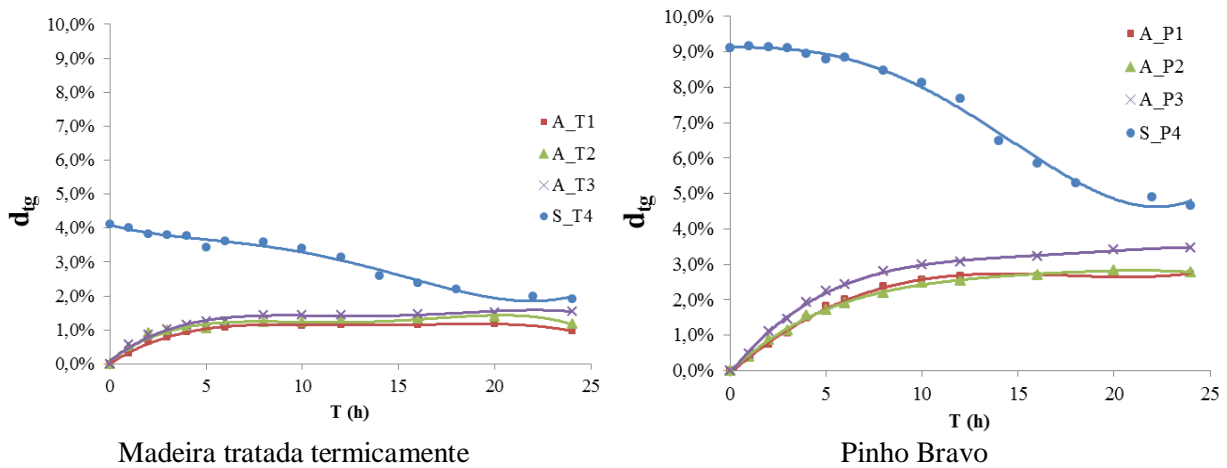 10,0%
9,0%
8,0%
7,0%
6,0%
5,0%
4,0%
3,0%
2,0%
1,0%
0,0%
d_tg
0 5 10 15 20 25
T (h)
A_T1
A_T2
A_T3
S_T4
Madeira tratada termicamente
10,0%
9,0%
8,0%
7,0%
6,0%
5,0%
4,0%
3,0%
2,0%
1,0%
0,0%
d_tg
0 5 10 15 20 25
T (h)
A_P1
A_P2
A_P3
S_P4
Pinho Bravo